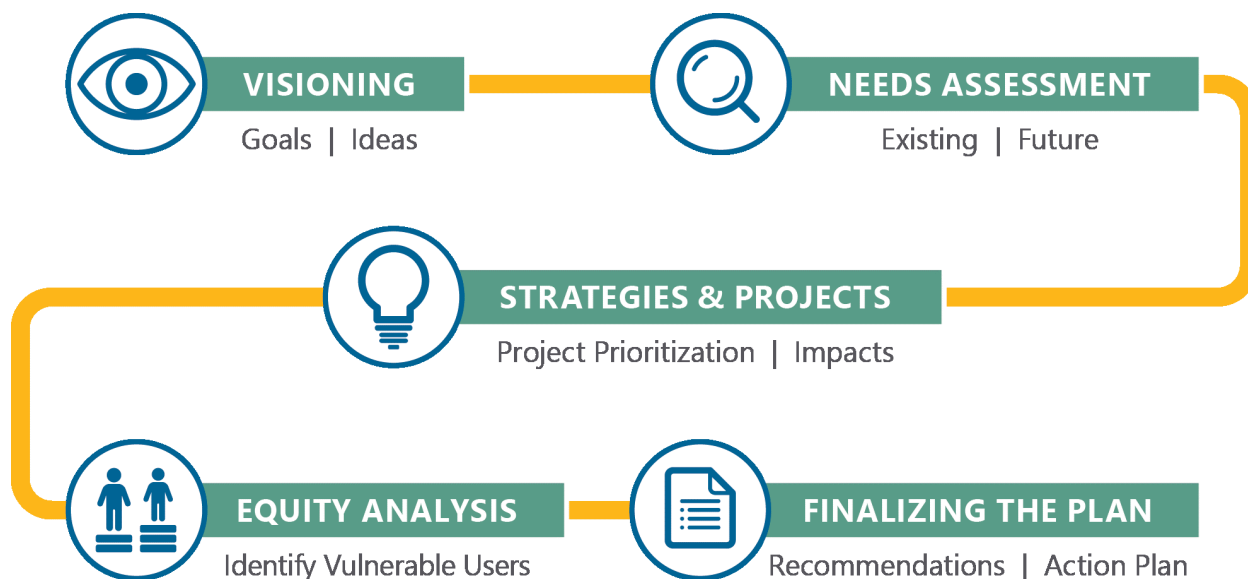 VISIONING
Goals | Ideas
NEEDS ASSESSMENT
Existing | Future
STRATEGIES & PROJECTS
Project Prioritization | Impacts
EQUITY ANALYSIS
Identify Vulnerable Users
FINALIZING THE PLAN
Recommendations | Action Plan